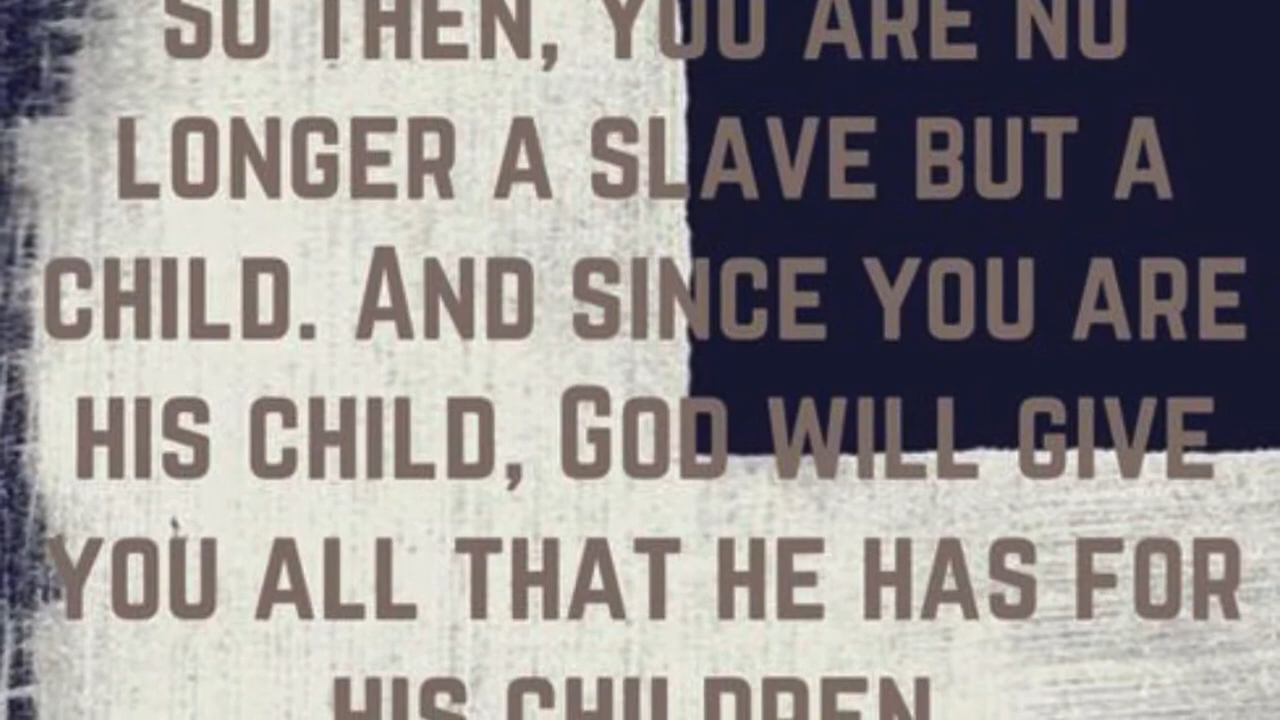 SO THEN, YOU ARE NO
LONGER A SLAVE BUT A
CHILD. AND SINCE YOU ARE
HIS CHILD, GOD WILL GIVE
YOU ALL THAT HE HAS FOR
HIS CHILDREN